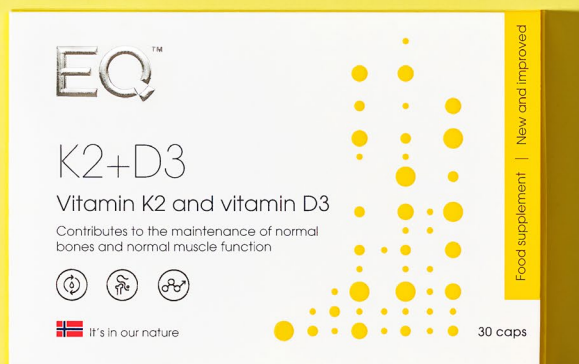 EQ™
K2+D3
Vitamin K2 and vitamin D3
Contributes to the maintenance of normal
bones and normal muscle function
It's in our nature
30 caps
Food supplement | New and improved